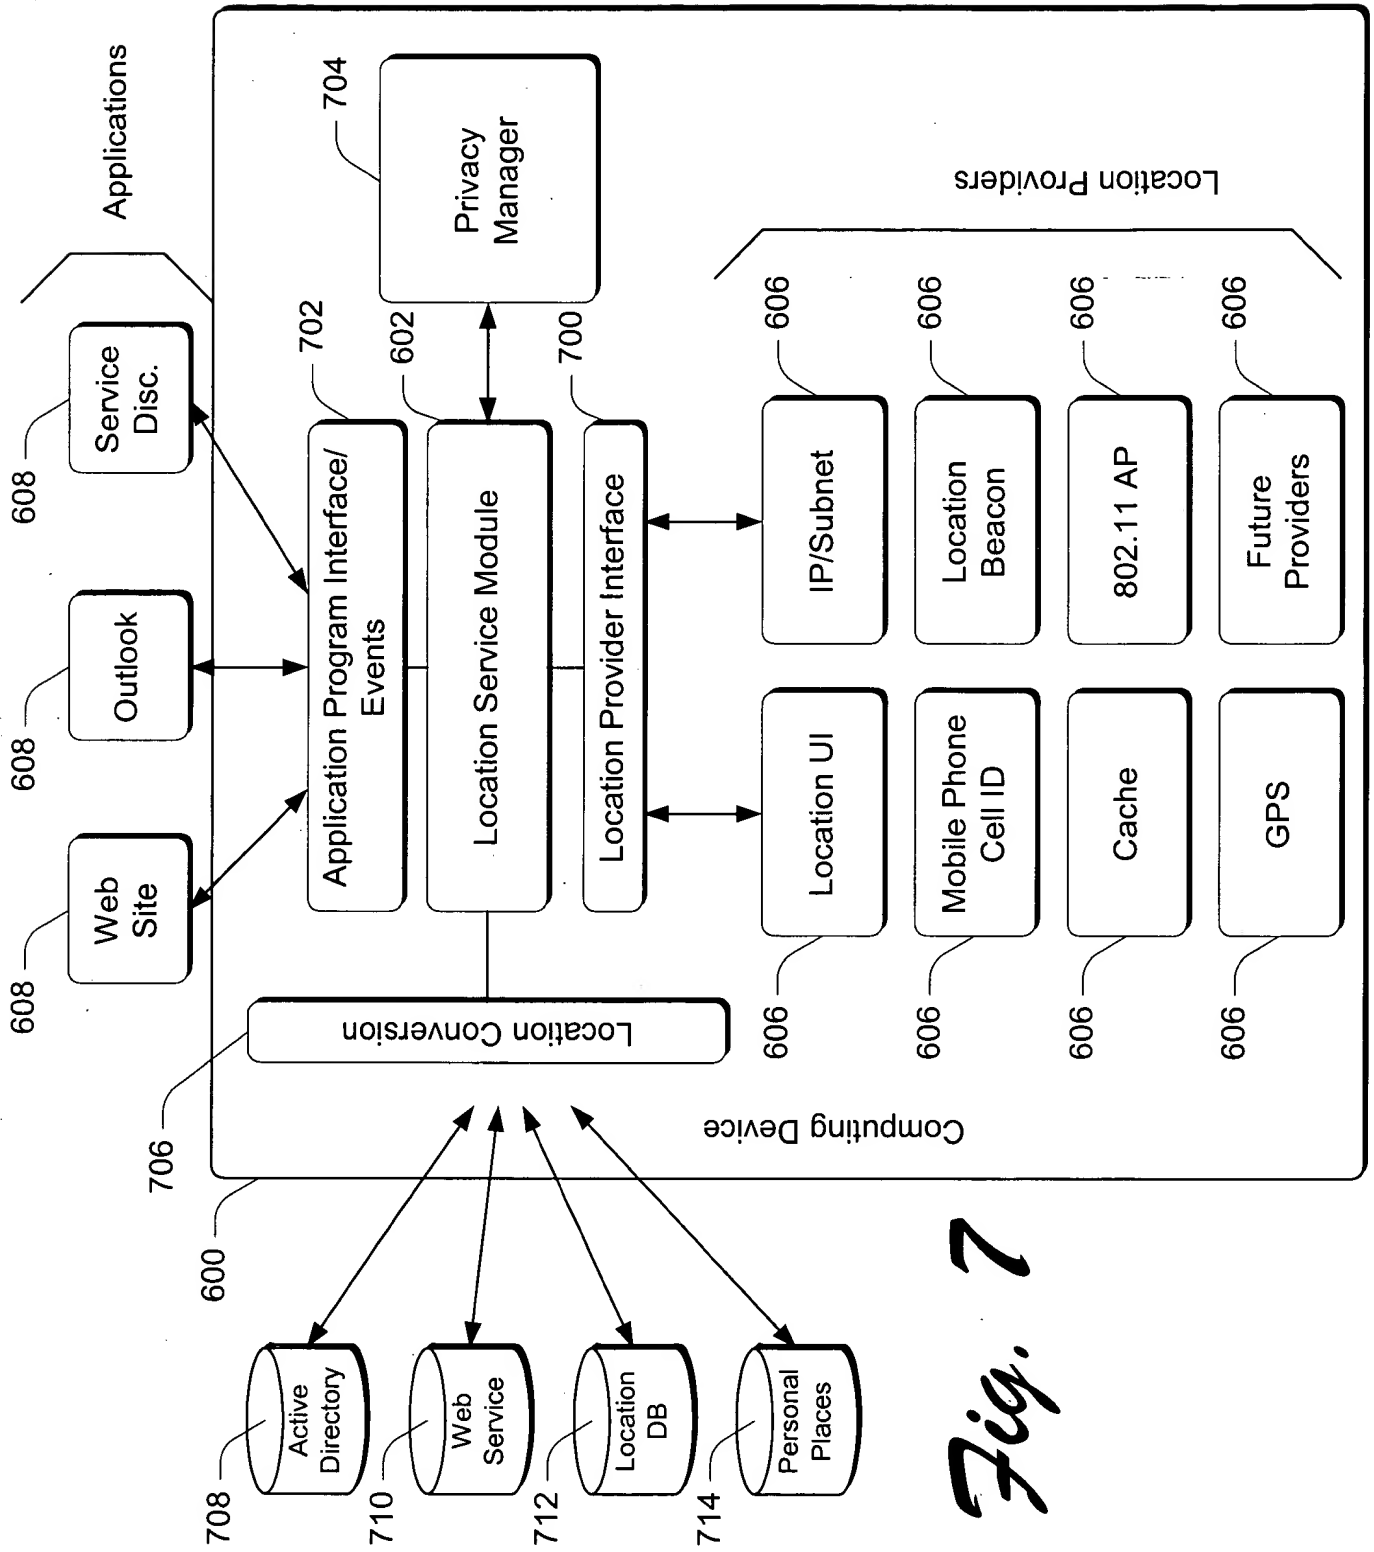 Applications
608
608
608
Web
Site
Outlook
Service
Disc.
706
702
704
Application Program Interface/
Events
Privacy
Manager
602
Location Service Module
700
Location Provider Interface
Location Conversion
600
Computing Device
708
Active
Directory
710
Web
Service
712
Location
DB
714
Personal
Places
Location Providers
606
Location UI
IP/Subnet
606
606
Mobile Phone
Cell ID
Location
Beacon
606
606
Cache
802.11 AP
606
606
GPS
Future
Providers
606
Fig. 7